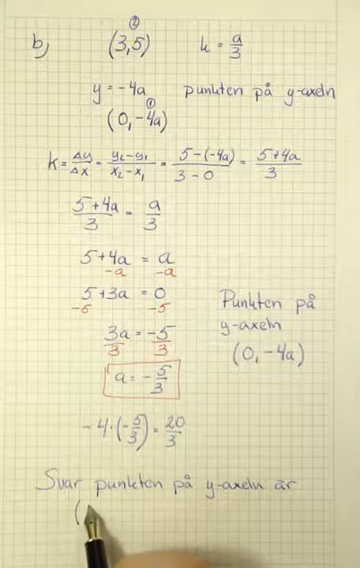 b) (3,5) k = a/3
②
y = -4a punkten på y-axeln
①
(0,-4a)
k = Δy/Δx = y₂-y₁/x₂-x₁ = 5-(-4a)/3-0 = 5+4a/3
5+4a/3 = a/3
5+4a = a
-a -a
5+3a = 0
-5 -5
3a/3 = -5/3
a = -5/3
Punkten på
y-axeln
(0, -4a)
-4·(-5/3) = 20/3
Svar punkten på y-axeln är
(